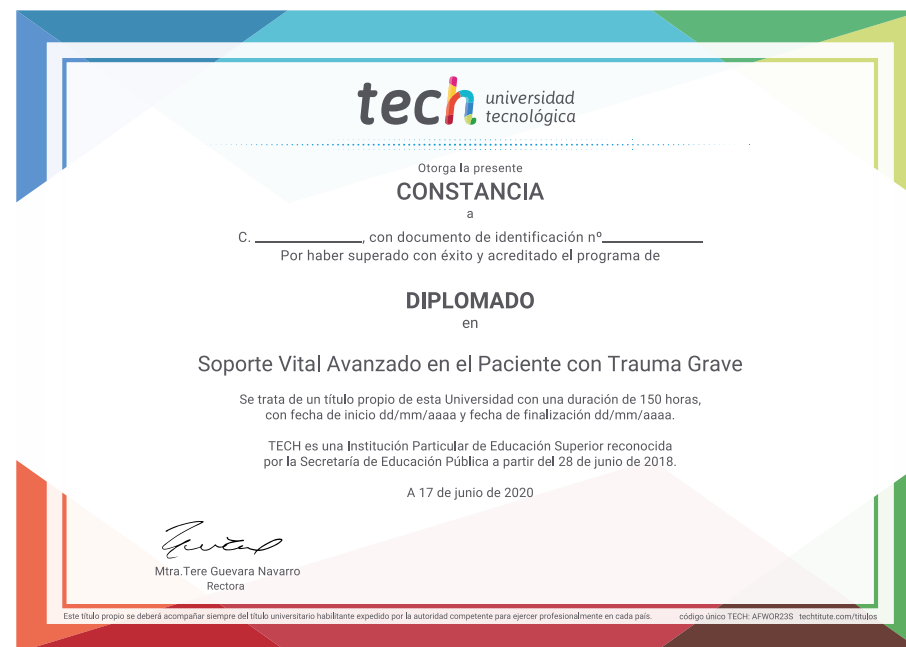 tech universidad
tecnológica
Otorga la presente
CONSTANCIA
a
C. ____________, con documento de identificación nº____________
Por haber superado con éxito y acreditado el programa de
DIPLOMADO
en
Soporte Vital Avanzado en el Paciente con Trauma Grave
Se trata de un título propio de esta Universidad con una duración de 150 horas,
con fecha de inicio dd/mm/aaaa y fecha de finalización dd/mm/aaaa.
TECH es una Institución Particular de Educación Superior reconocida
por la Secretaría de Educación Pública a partir del 28 de junio de 2018.
A 17 de junio de 2020
Mtra.Tere Guevara Navarro
Rectora
Este título propio se deberá acompañar siempre del título universitario habilitante expedido por la autoridad competente para ejercer profesionalmente en cada país. código único TECH: AFWOR23S techtitute.com/titulos